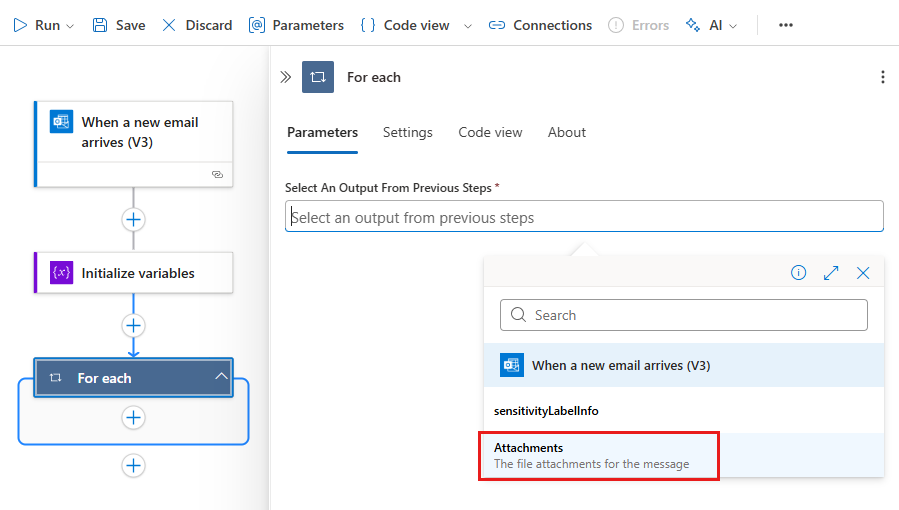 Run Save Discard Parameters { } Code view Connections Errors AI
When a new email
arrives (V3)
{x} Initialize variables
For each
For each
Parameters Settings Code view About
Select An Output From Previous Steps *
Select an output from previous steps
Search
When a new email arrives (V3)
sensitivityLabelInfo
Attachments
The file attachments for the message